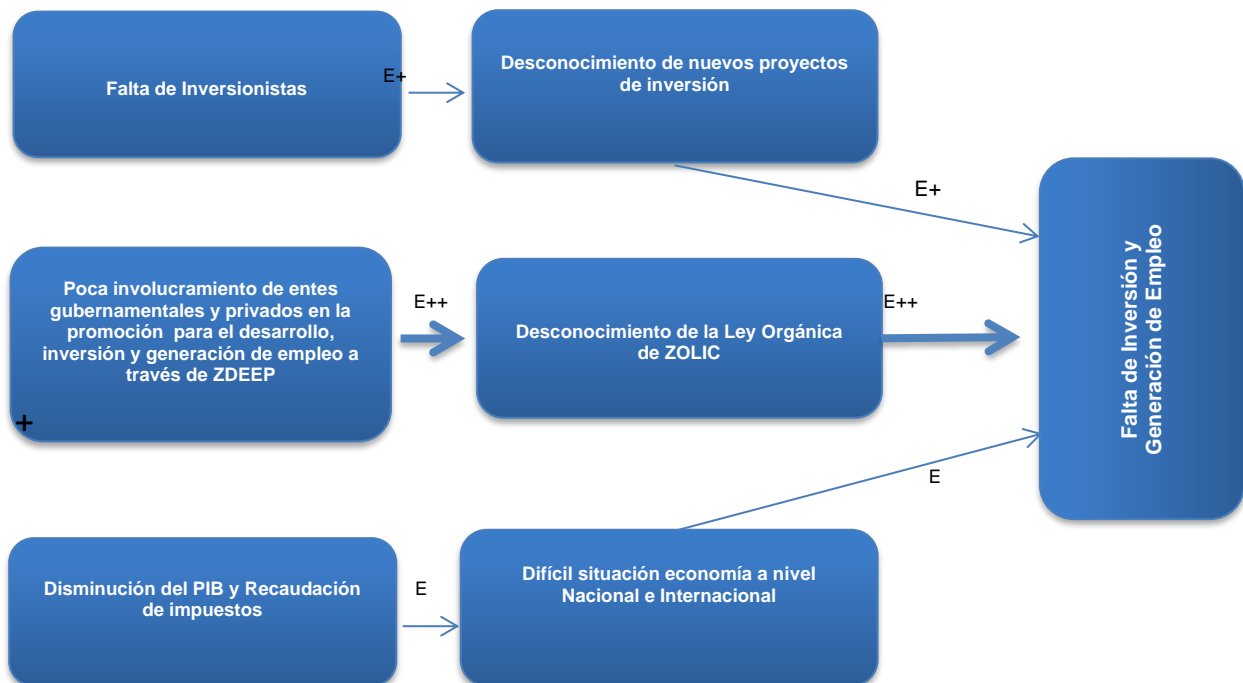 Falta de Inversionistas
E+
Desconocimiento de nuevos proyectos
de inversión
E+
Poca involucramiento de entes
gubernamentales y privados en la
promoción para el desarrollo,
inversión y generación de empleo a
través de ZDEEP
+
E++
Desconocimiento de la Ley Orgánica
de ZOLIC
E++
Disminución del PIB y Recaudación
de impuestos
E
Difícil situación economía a nivel
Nacional e Internacional
E
Falta de Inversión y
Generación de Empleo